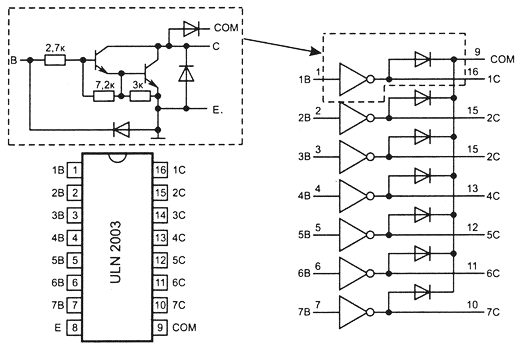 COM
2,7к
B
C
7,2к
3к
E.
9
COM
1B 1 16 1C
2B 2 15 2C
3B 3 15 2C
4B 4 13 4C
5B 5 12 5C
6B 6 11 6C
7B 7 10 7C
ULN 2003
1B 1 16 1C
2B 2 15 2C
3B 3 14 3C
4B 4 13 4C
5B 5 12 5C
6B 6 11 6C
7B 7 10 7C
E 8 9 COM